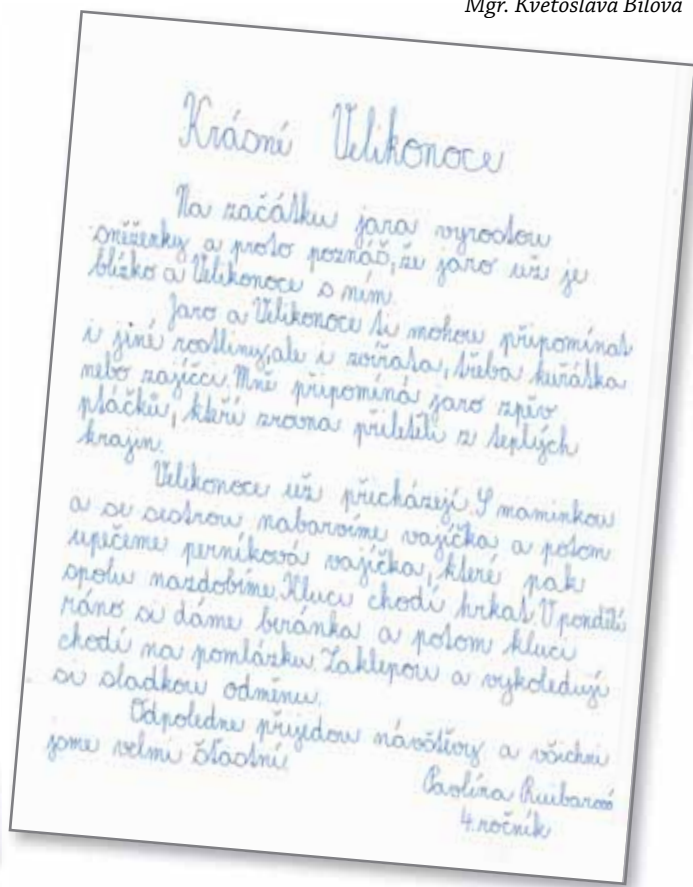 Mgr. Květoslava Bílová
Krásné Velikonoce
Na začátku jara vyrostou
sněženky a proto poznáš, že jaro už je
blízko a Velikonoce s ním.
Jaro a Velikonoce ti mohou připomínat
i jiné rostliny, ale i zvířata, třeba kuřátka
nebo zajíčci. Mně připomíná jaro zpěv
ptáčků, kteří zrovna přiletěli z teplých
krajin.
Velikonoce už přicházejí. S maminkou
a se sestrou nabarvíme vajíčka a potom
upečeme perníková vajíčka, které pak
spolu nazdobíme. Kluci chodí hrkat. V pondělí
ráno si dáme beránka a potom kluci
chodí na pomlázku. Zaklepou a vykoledují
si sladkou odměnu.
Odpoledne přijedou návštěvy a všichni
jsme velmi šťastní.
Pavlína
4. ročník